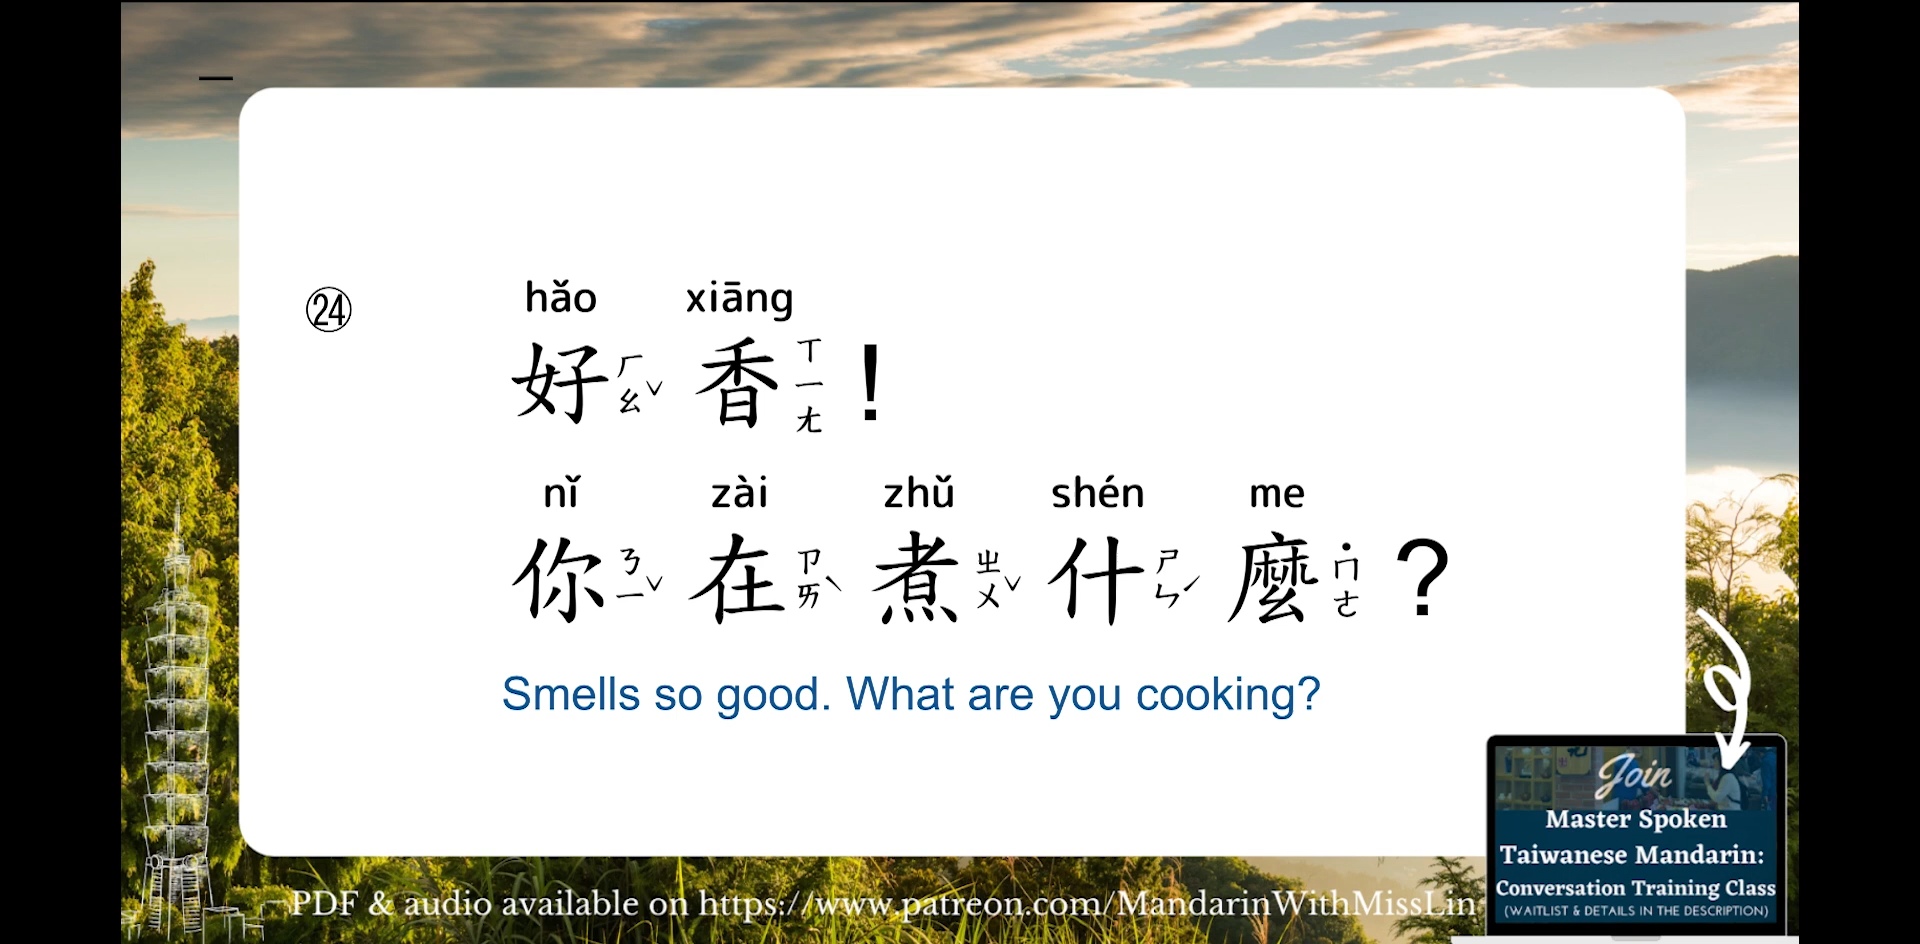 ㉔
hǎo xiāng
好ㄏㄠˇ 香ㄒㄧㄤ !
nǐ zài zhǔ shén me
你ㄋㄧˇ 在ㄗㄞˋ 煮ㄓㄨˇ 什ㄕㄣˊ 麼˙ㄇㄜ ?
Smells so good. What are you cooking?
Join
Master Spoken
Taiwanese Mandarin:
Conversation Training Class
(WAITLIST & DETAILS IN THE DESCRIPTION)
PDF & audio available on https://www.patreon.com/MandarinWithMissLin